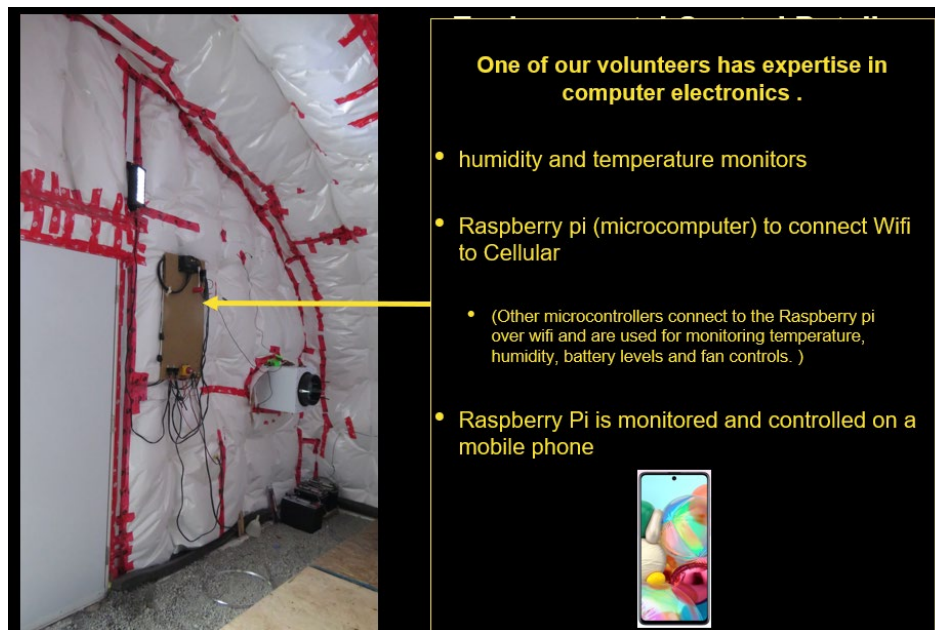 One of our volunteers has expertise in
computer electronics .
• humidity and temperature monitors
• Raspberry pi (microcomputer) to connect Wifi
to Cellular
• (Other microcontrollers connect to the Raspberry pi
over wifi and are used for monitoring temperature,
humidity, battery levels and fan controls. )
• Raspberry Pi is monitored and controlled on a
mobile phone